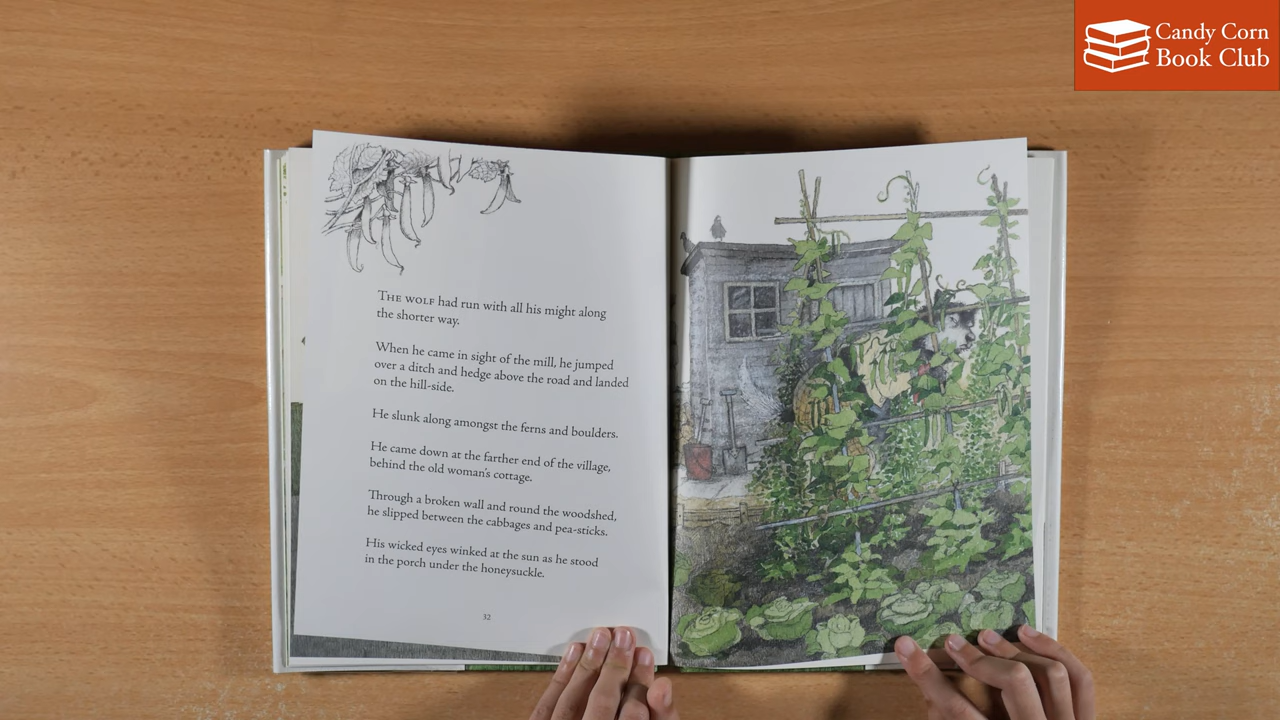 Candy Corn
Book Club
THE WOLF had run with all his might along
the shorter way.
When he came in sight of the mill, he jumped
over a ditch and hedge above the road and landed
on the hill-side.
He slunk along amongst the ferns and boulders.
He came down at the farther end of the village,
behind the old woman's cottage.
Through a broken wall and round the woodshed,
he slipped between the cabbages and pea-sticks.
His wicked eyes winked at the sun as he stood
in the porch under the honeysuckle.
32